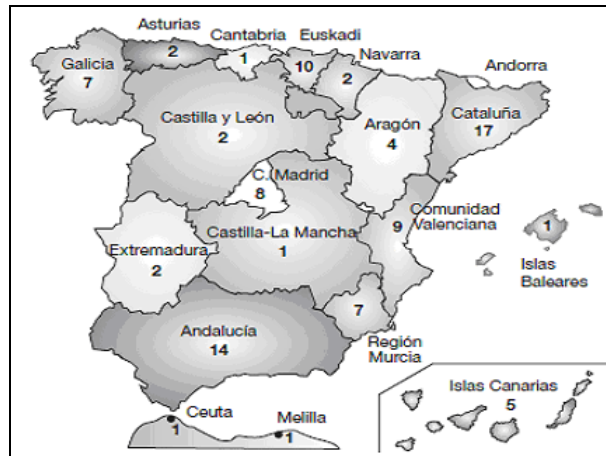 Asturias
2
Cantabria
1
Euskadi
10
Navarra
2
Andorra
Galicia
7
Castilla y León
2
Aragón
4
Cataluña
17
C. Madrid
8
Comunidad
Valenciana
9
Castilla-La Mancha
1
Extremadura
2
1
Islas
Baleares
7
Región
Murcia
Andalucía
14
Ceuta
1
Melilla
1
Islas Canarias
5